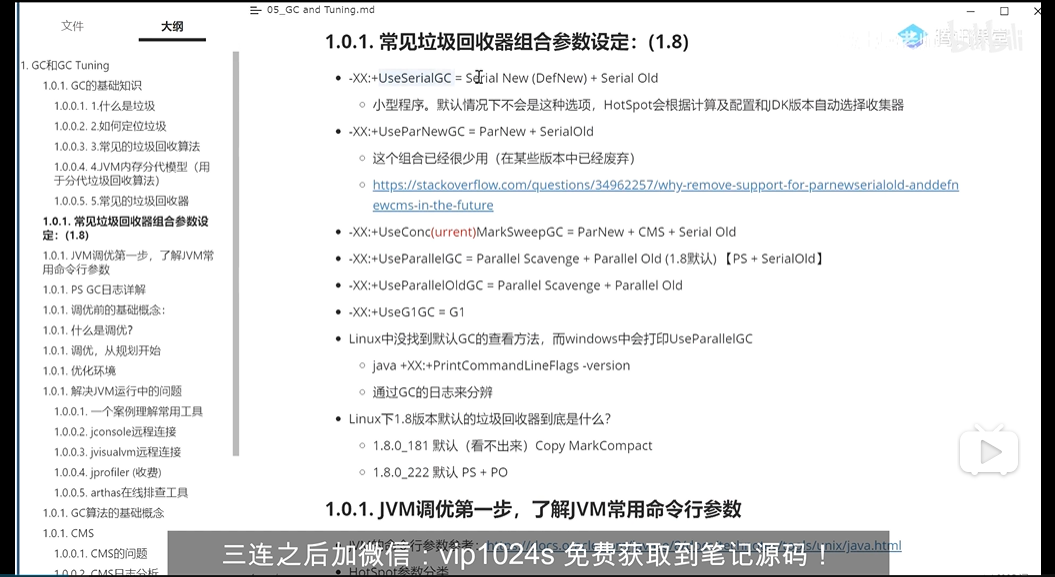 05_GC and Tuning.md
文件
大纲
1. GC和GC Tuning
1.0.1. GC的基础知识
1.0.0.1. 1.什么是垃圾
1.0.0.2. 2.如何定位垃圾
1.0.0.3. 3.常见的垃圾回收算法
1.0.0.4. 4.JVM内存分代模型（用
于分代垃圾回收算法）
1.0.0.5. 5.常见的垃圾回收器
1.0.1. 常见垃圾回收器组合参数设
定：(1.8)
1.0.1. JVM调优第一步，了解JVM常
用命令行参数
1.0.1. PS GC日志详解
1.0.1. 调优前的基础概念：
1.0.1. 什么是调优？
1.0.1. 调优，从规划开始
1.0.1. 优化环境
1.0.1. 解决JVM运行中的问题
1.0.0.1. 一个案例理解常用工具
1.0.0.2. jconsole远程连接
1.0.0.3. jvisualvm远程连接
1.0.0.4. jprofiler (收费)
1.0.0.5. arthas在线排查工具
1.0.1. GC算法的基础概念
1.0.1. CMS
1.0.0.1. CMS的问题
1.0.0.2. CMS日志分析
1.0.1. 常见垃圾回收器组合参数设定：(1.8)
-XX:+UseSerialGC = Serial New (DefNew) + Serial Old
小型程序。默认情况下不会是这种选项，HotSpot会根据计算及配置和JDK版本自动选择收集器
-XX:+UseParNewGC = ParNew + SerialOld
这个组合已经很少用（在某些版本中已经废弃）
https://stackoverflow.com/questions/34962257/why-remove-support-for-parnewserialold-anddefn
ewcms-in-the-future
-XX:+UseConc(urrent)MarkSweepGC = ParNew + CMS + Serial Old
-XX:+UseParallelGC = Parallel Scavenge + Parallel Old (1.8默认) 【PS + SerialOld】
-XX:+UseParallelOldGC = Parallel Scavenge + Parallel Old
-XX:+UseG1GC = G1
Linux中没找到默认GC的查看方法，而windows中会打印UseParallelGC
java +XX:+PrintCommandLineFlags -version
通过GC的日志来分辨
Linux下1.8版本默认的垃圾回收器到底是什么？
1.8.0_181 默认（看不出来）Copy MarkCompact
1.8.0_222 默认 PS + PO
1.0.1. JVM调优第一步，了解JVM常用命令行参数
三连之后加微信：vip1024s 免费获取到笔记源码！
HotSpot参数分类
腾讯课堂
bilibili